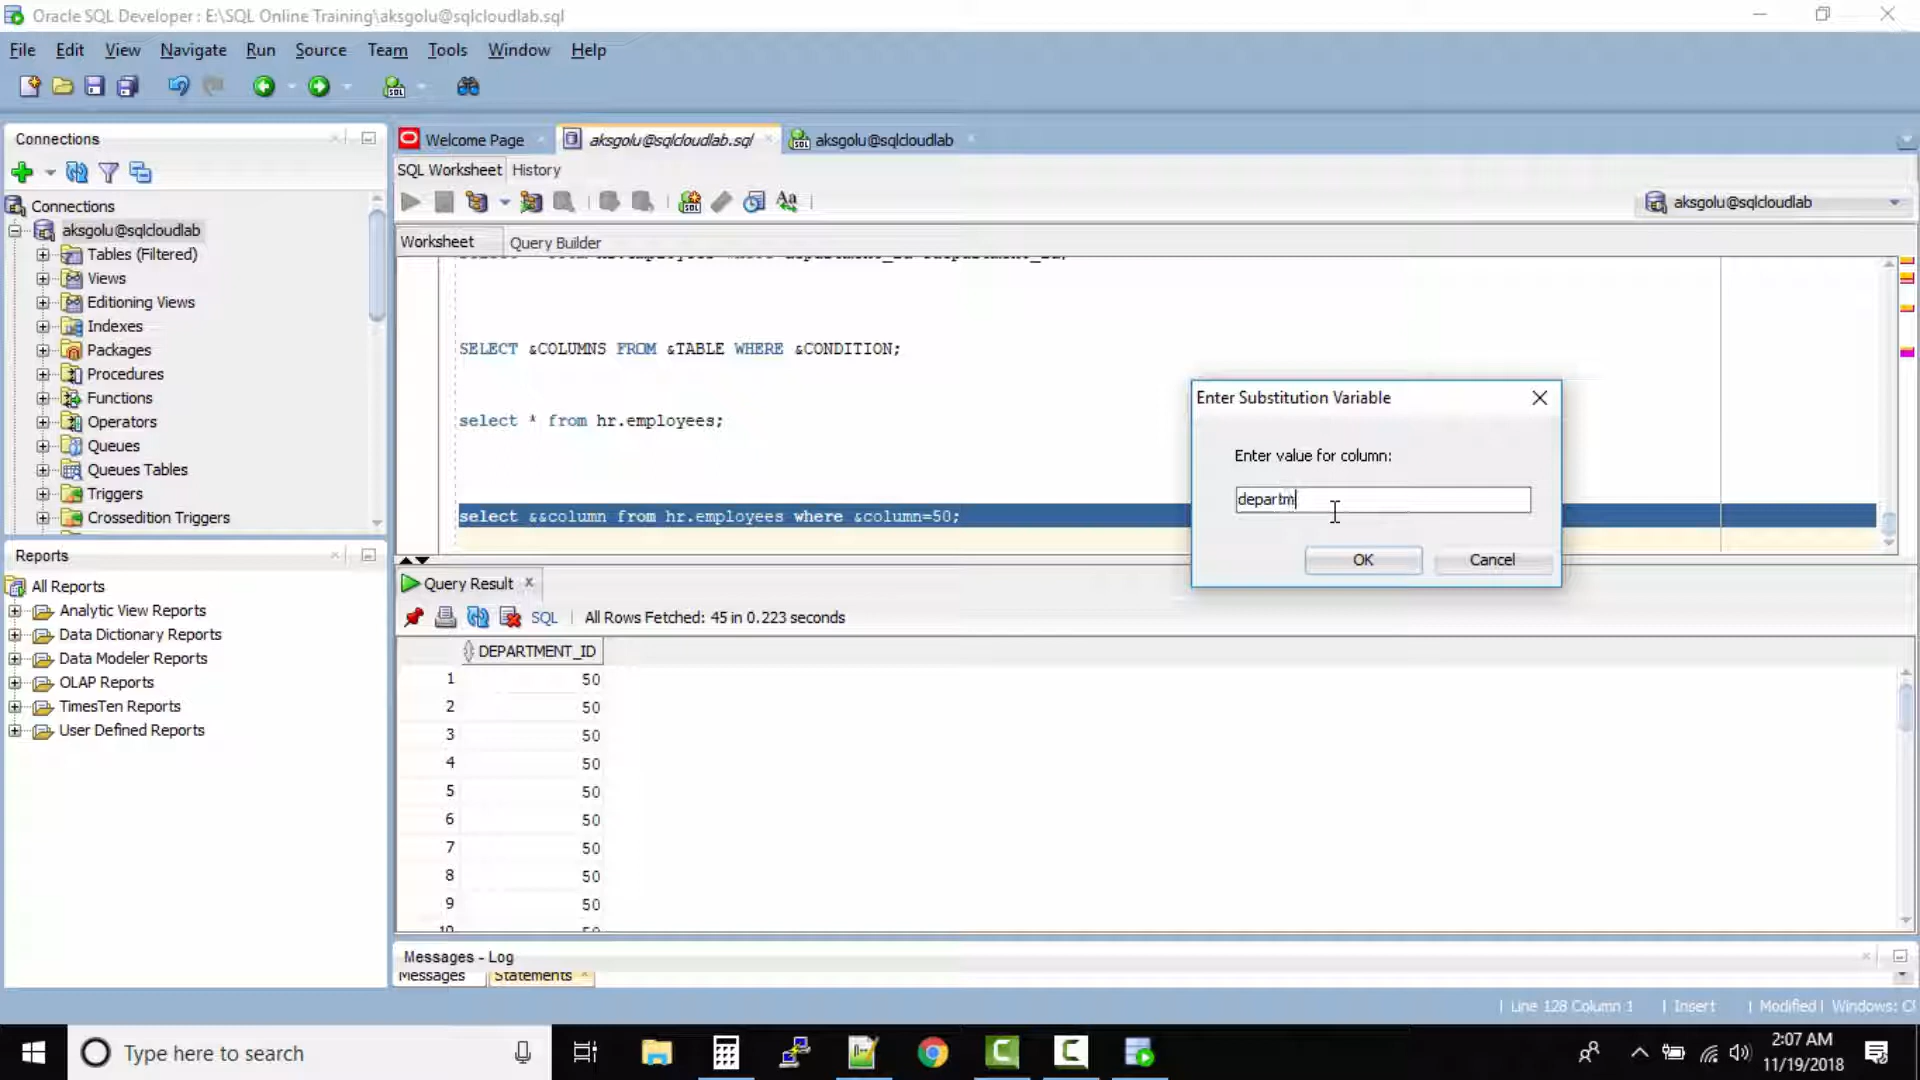 Oracle SQL Developer : E:\SQL Online Training\aksgolu@sqlcloudlab.sql
File Edit View Navigate Run Source Team Tools Window Help
Connections
Connections
aksgolu@sqlcloudlab
Tables (Filtered)
Views
Editioning Views
Indexes
Packages
Procedures
Functions
Operators
Queues
Queues Tables
Triggers
Crossedition Triggers
Reports
All Reports
Analytic View Reports
Data Dictionary Reports
Data Modeler Reports
OLAP Reports
TimesTen Reports
User Defined Reports
Welcome Page aksgolu@sqlcloudlab.sql aksgolu@sqlcloudlab
SQL Worksheet History
aksgolu@sqlcloudlab
Worksheet Query Builder
SELECT &COLUMNS FROM &TABLE WHERE &CONDITION;
select * from hr.employees;
select &&column from hr.employees where &column=50;
Enter Substitution Variable
Enter value for column:
departm
OK Cancel
Query Result
SQL All Rows Fetched: 45 in 0.223 seconds
DEPARTMENT_ID
1 50
2 50
3 50
4 50
5 50
6 50
7 50
8 50
9 50
10 50
Messages - Log
Messages Statements
Line 128 Column 1 Insert Modified Windows:
Type here to search
2:07 AM
11/19/2018